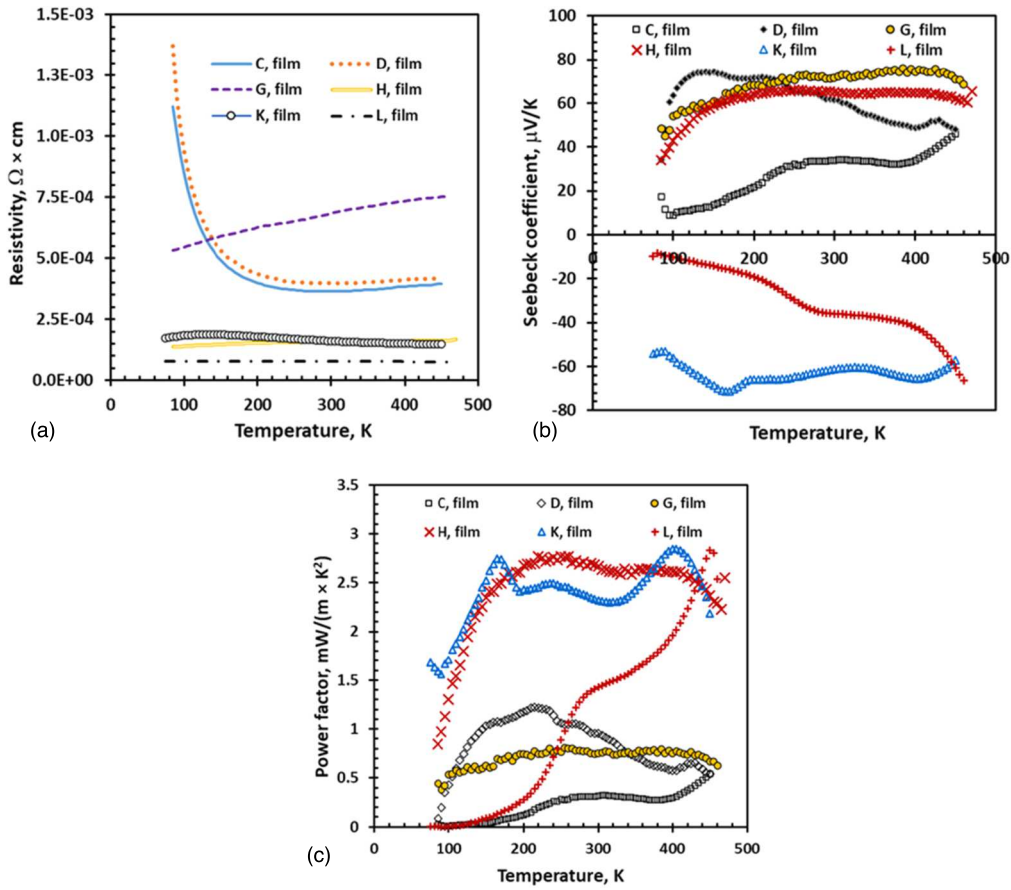 1.5E-03
1.3E-03
1.0E-03
7.5E-04
5.0E-04
2.5E-04
0.0E+00
Resistivity, Ω × cm
C, film D, film
G, film H, film
K, film L, film
0 100 200 300 400 500
Temperature, K
(a)
C, film D, film G, film
H, film K, film L, film
100
80
60
40
20
0
-20
-40
-60
-80
Seebeck coefficient, μV/K
0 100 200 300 400 500
Temperature, K
(b)
C, film D, film G, film
H, film K, film L, film
3.5
3
2.5
2
1.5
1
0.5
0
Power factor, mW/(m × K²)
0 100 200 300 400 500
Temperature, K
(c)